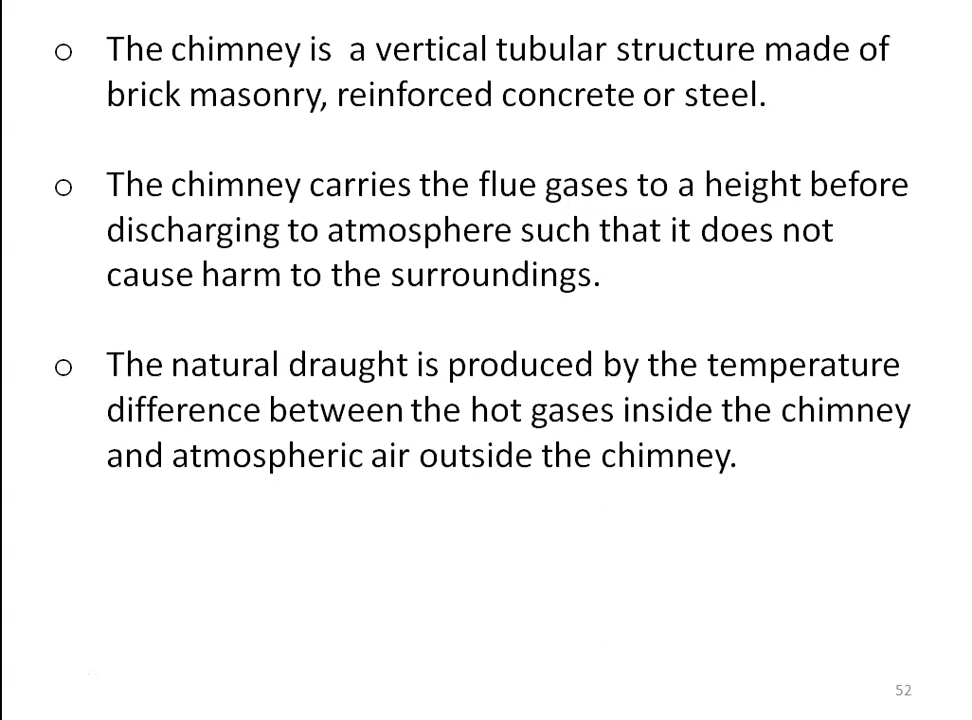 o The chimney is a vertical tubular structure made of
brick masonry, reinforced concrete or steel.
o The chimney carries the flue gases to a height before
discharging to atmosphere such that it does not
cause harm to the surroundings.
o The natural draught is produced by the temperature
difference between the hot gases inside the chimney
and atmospheric air outside the chimney.
52